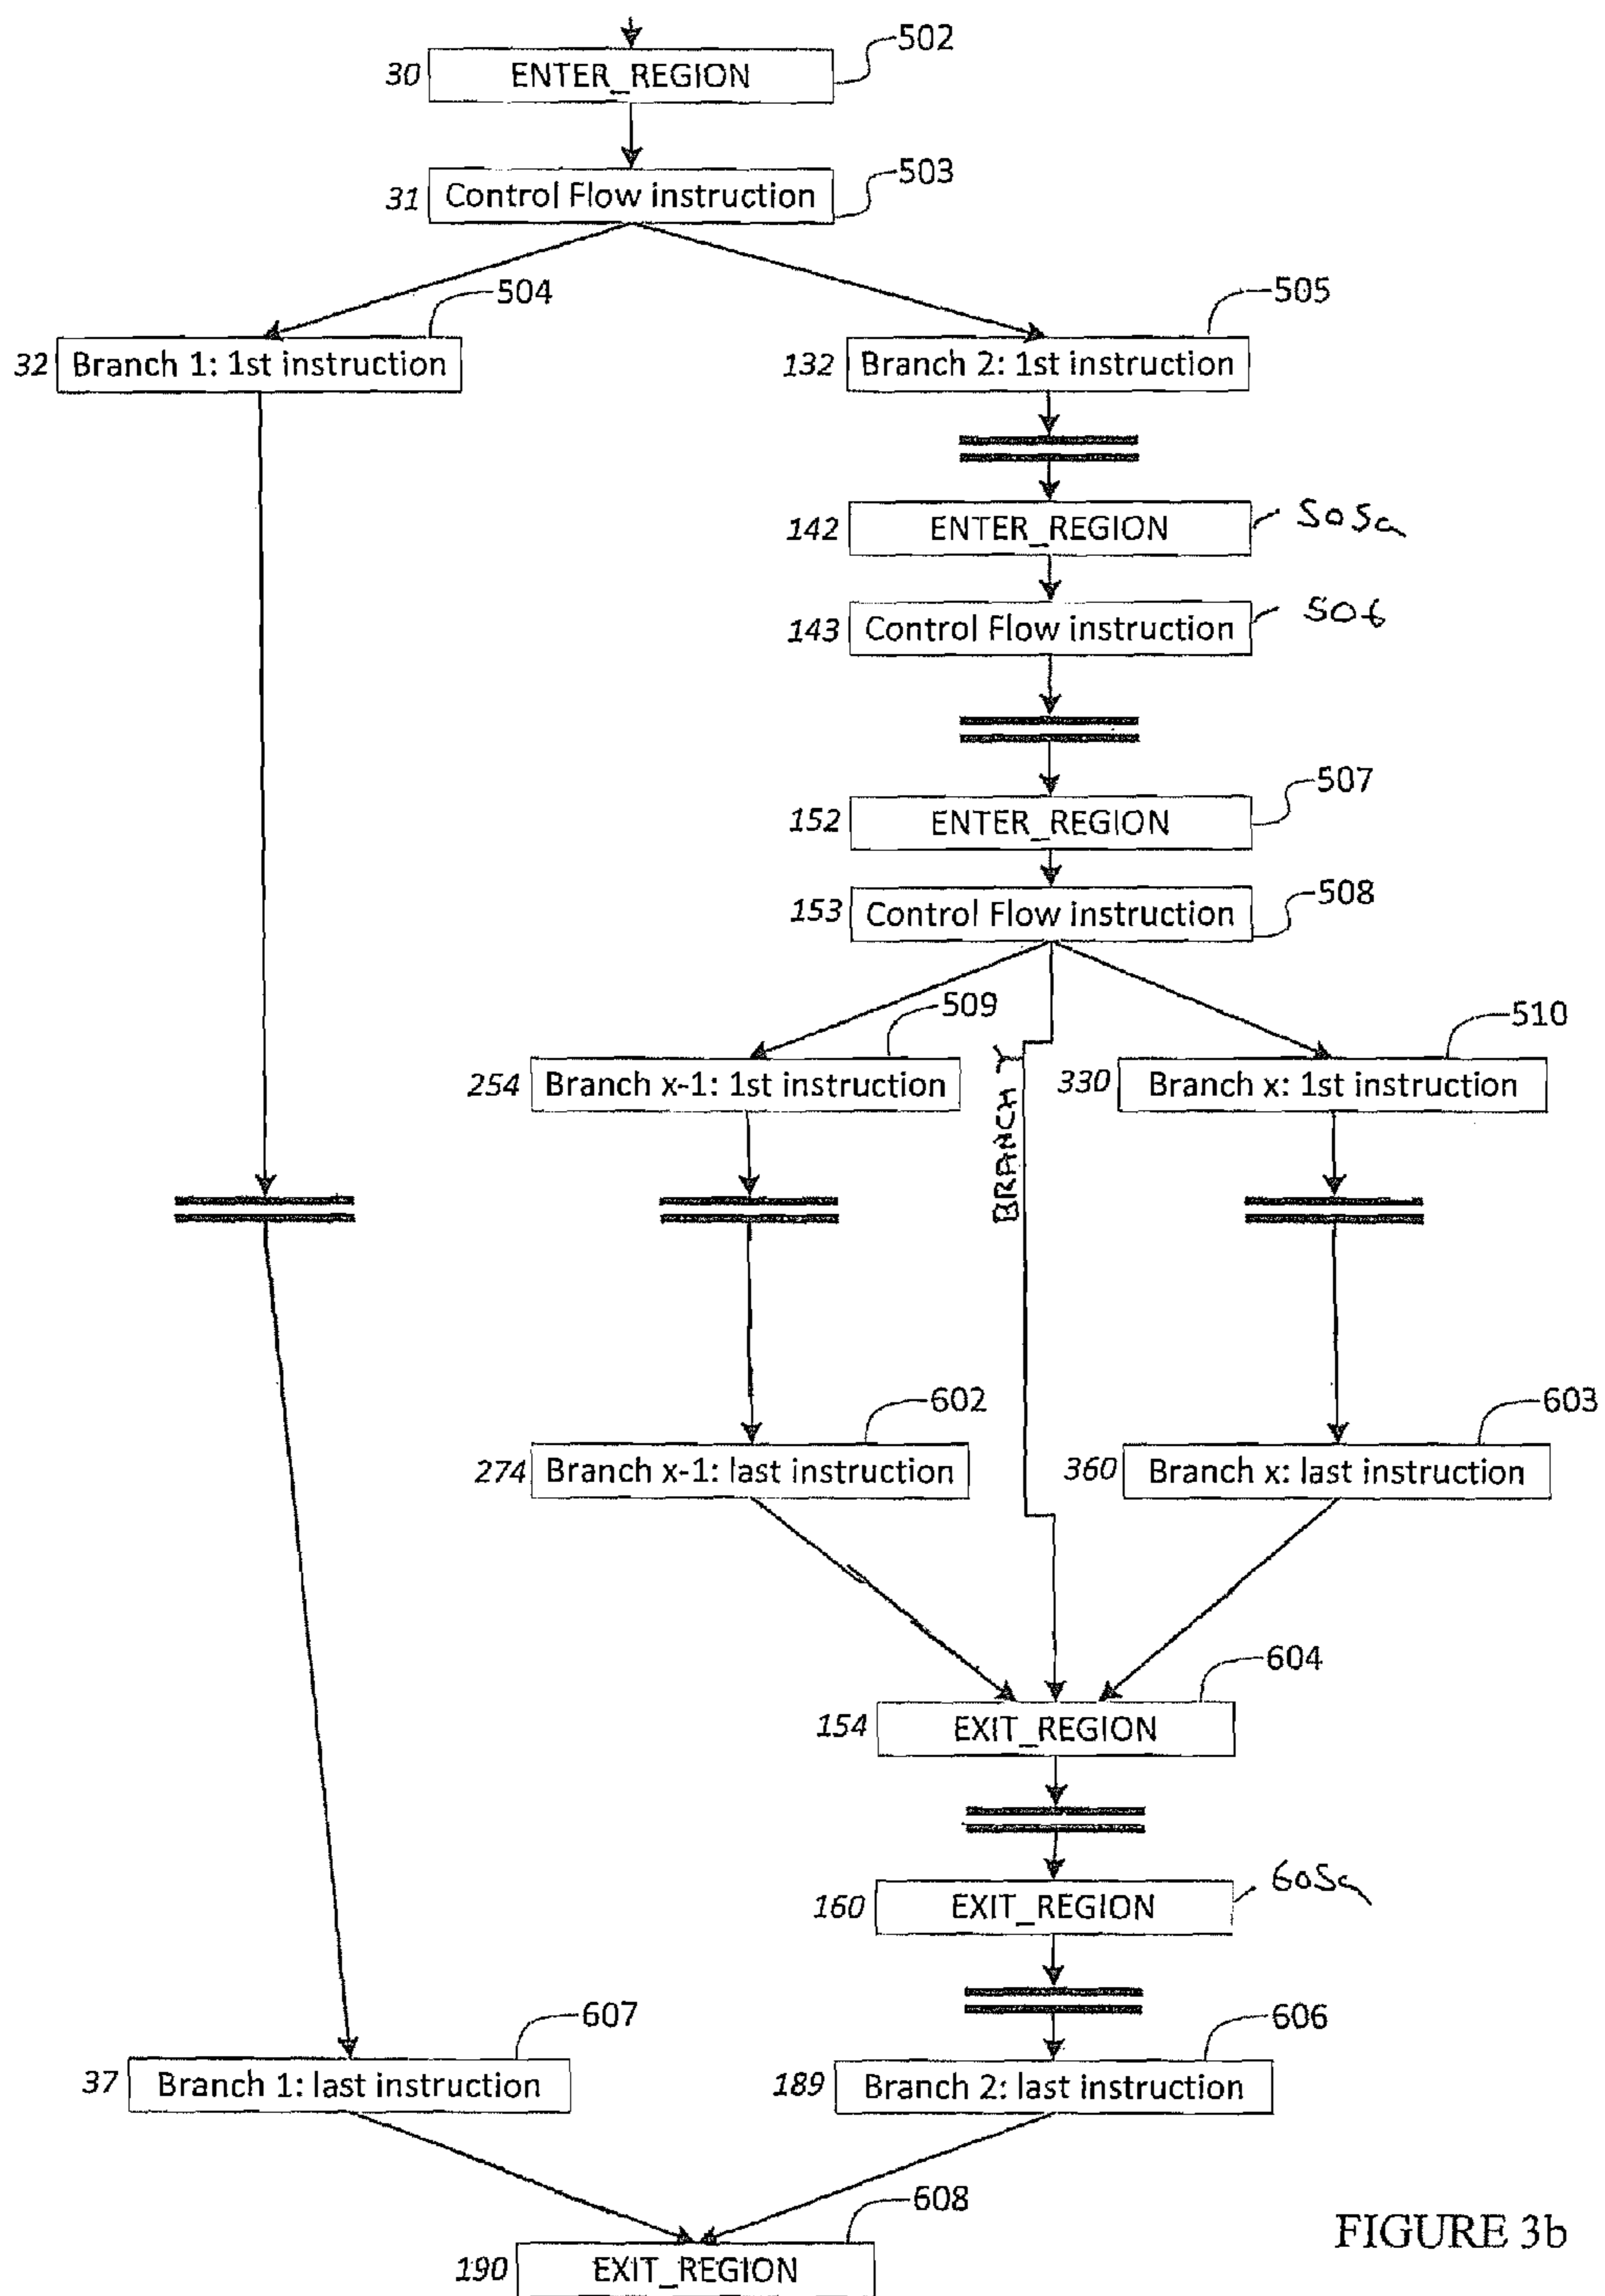 502
30 ENTER_REGION
503
31 Control Flow instruction
504
505
32 Branch 1: 1st instruction
132 Branch 2: 1st instruction
142 ENTER_REGION 505a
143 Control Flow instruction 506
507
152 ENTER_REGION
508
153 Control Flow instruction
509
510
254 Branch x-1: 1st instruction
BRANCH Y
330 Branch x: 1st instruction
602
603
274 Branch x-1: last instruction
360 Branch x: last instruction
604
154 EXIT_REGION
605a
160 EXIT_REGION
607
606
37 Branch 1: last instruction
189 Branch 2: last instruction
608
190 EXIT_REGION
FIGURE 3b